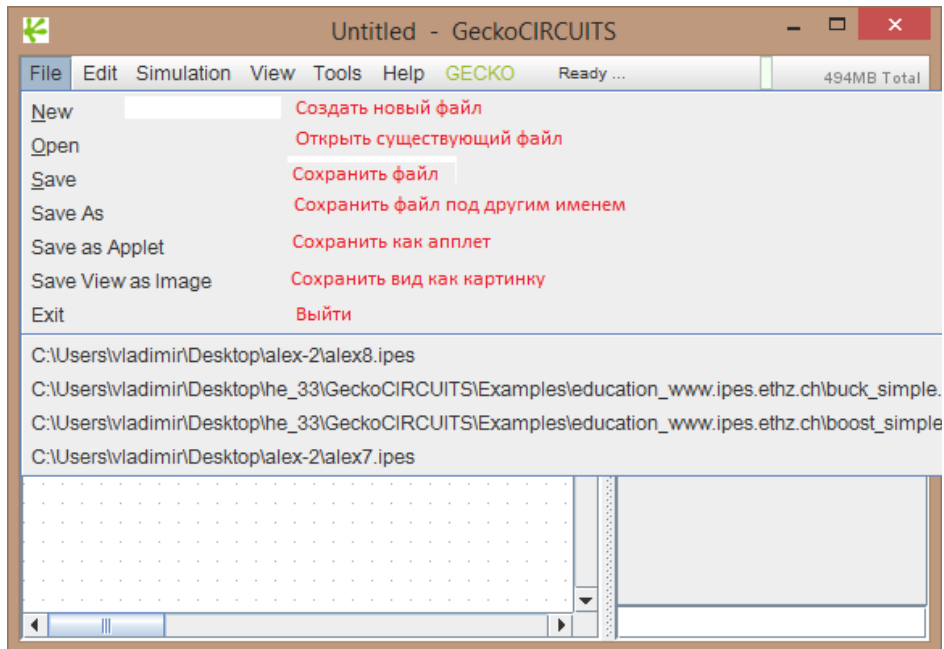 Untitled - GeckoCIRCUITS
File Edit Simulation View Tools Help GECKO Ready ... 494MB Total
New Создать новый файл
Open Открыть существующий файл
Save Сохранить файл
Save As Сохранить файл под другим именем
Save as Applet Сохранить как апплет
Save View as Image Сохранить вид как картинку
Exit Выйти
C:\Users\vladimir\Desktop\alex-2\alex8.ipes
C:\Users\vladimir\Desktop\he_33\GeckoCIRCUITS\Examples\education_www.ipes.ethz.ch\buck_simple.
C:\Users\vladimir\Desktop\he_33\GeckoCIRCUITS\Examples\education_www.ipes.ethz.ch\boost_simple
C:\Users\vladimir\Desktop\alex-2\alex7.ipes